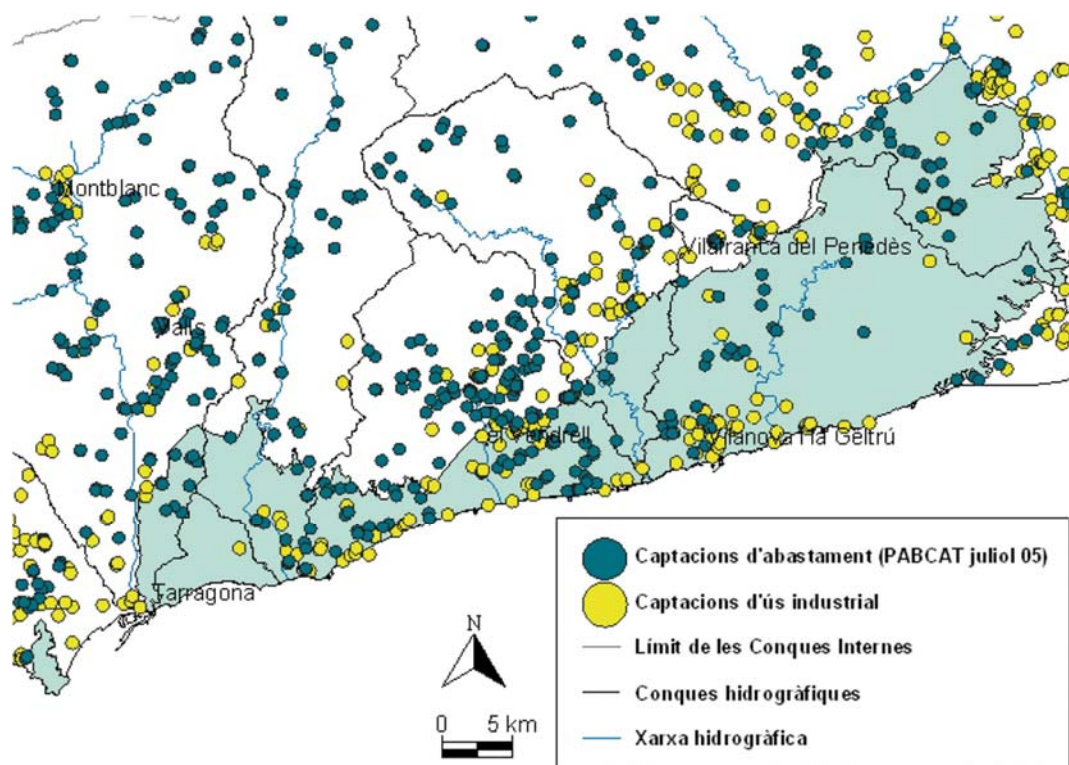 Montblanc
Vilafranca del Penedès
Valls
el Vendrell
Vilanova i la Geltrú
Tarragona
N
0 5 km
Captacions d'abastament (PABCAT juliol 05)
Captacions d'ús industrial
Límit de les Conques Internes
Conques hidrogràfiques
Xarxa hidrogràfica